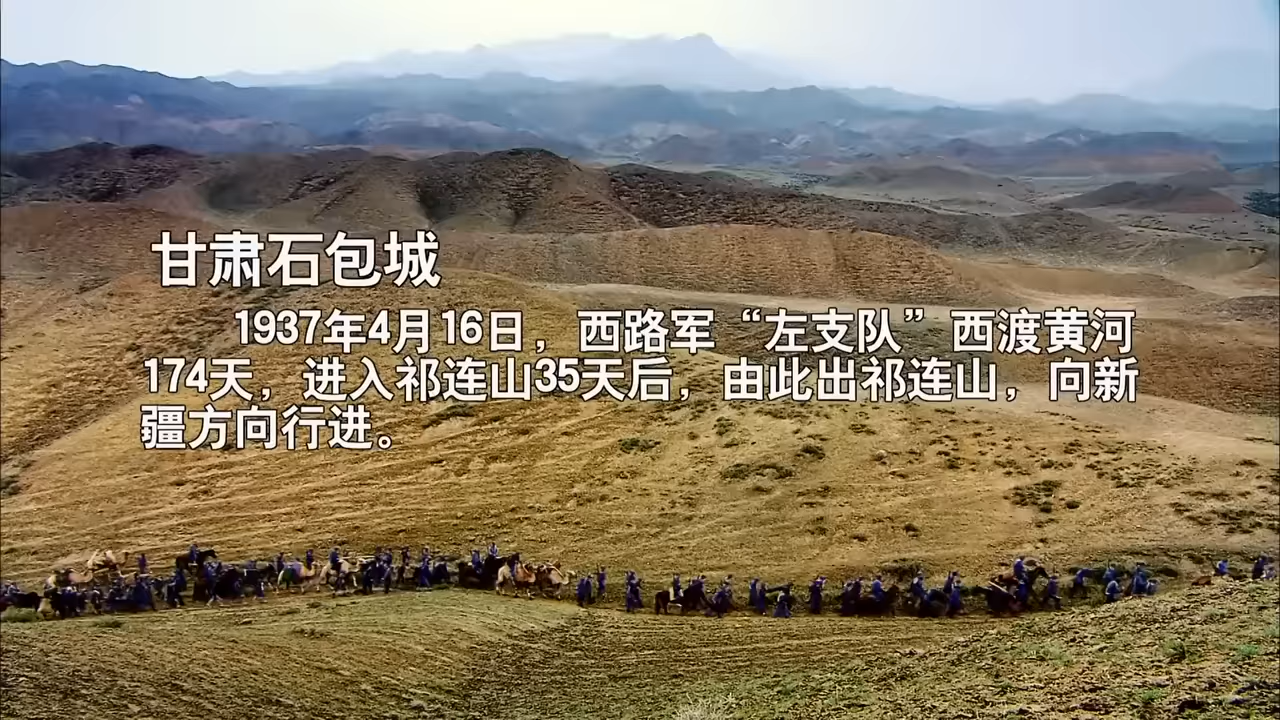 甘肃石包城
1937年4月16日，西路军“左支队”西渡黄河
174天，进入祁连山35天后，由此出祁连山，向新
疆方向行进。